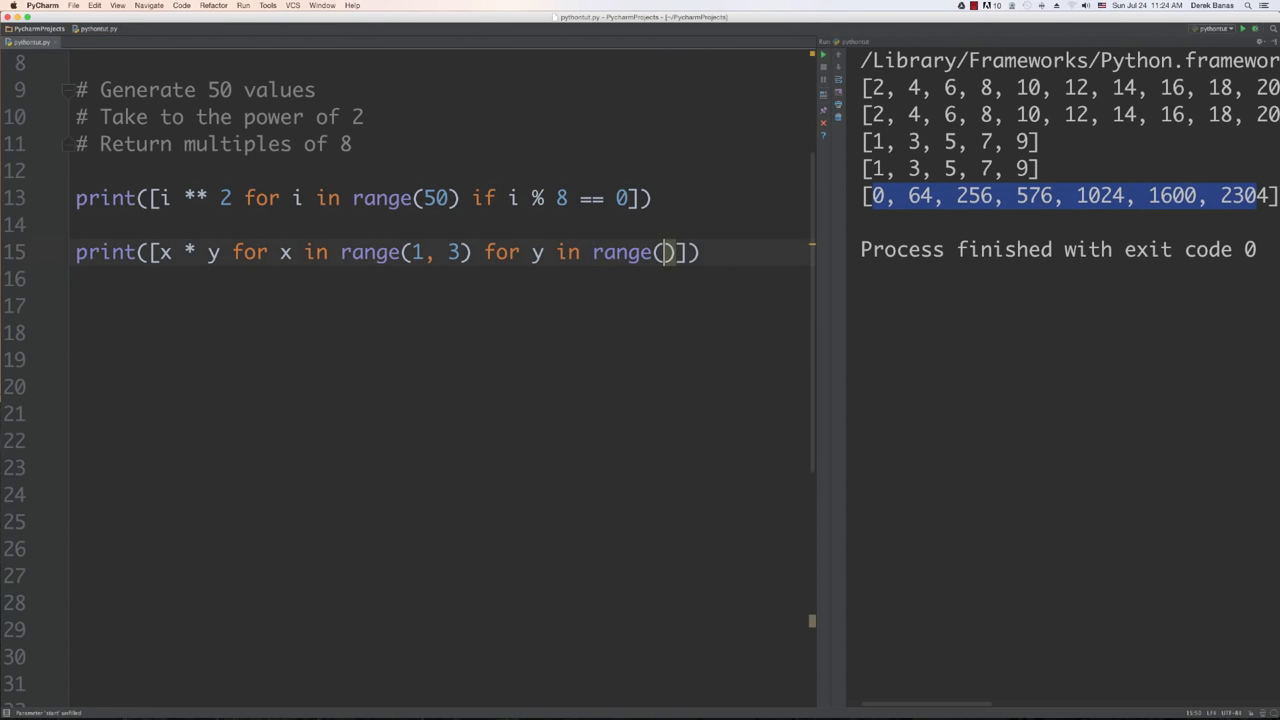 PyCharm File Edit View Navigate Code Refactor Run Tools VCS Window Help
10 Sun Jul 24 11:24 AM Derek Banas
pythontut.py - PycharmProjects - [~/PycharmProjects]
PycharmProjects pythontut.py
pythontut
pythontut.py
Run: pythontut
8
9 # Generate 50 values
10 # Take to the power of 2
11 # Return multiples of 8
12
13 print([i ** 2 for i in range(50) if i % 8 == 0])
14
15 print([x * y for x in range(1, 3) for y in range()])
16
17
18
19
20
21
22
23
24
25
26
27
28
29
30
31
/Library/Frameworks/Python.framewor
[2, 4, 6, 8, 10, 12, 14, 16, 18, 20
[2, 4, 6, 8, 10, 12, 14, 16, 18, 20
[1, 3, 5, 7, 9]
[1, 3, 5, 7, 9]
[0, 64, 256, 576, 1024, 1600, 2304]
Process finished with exit code 0
Parameter 'start' unfilled
15:50 LF≑ UTF-8≑